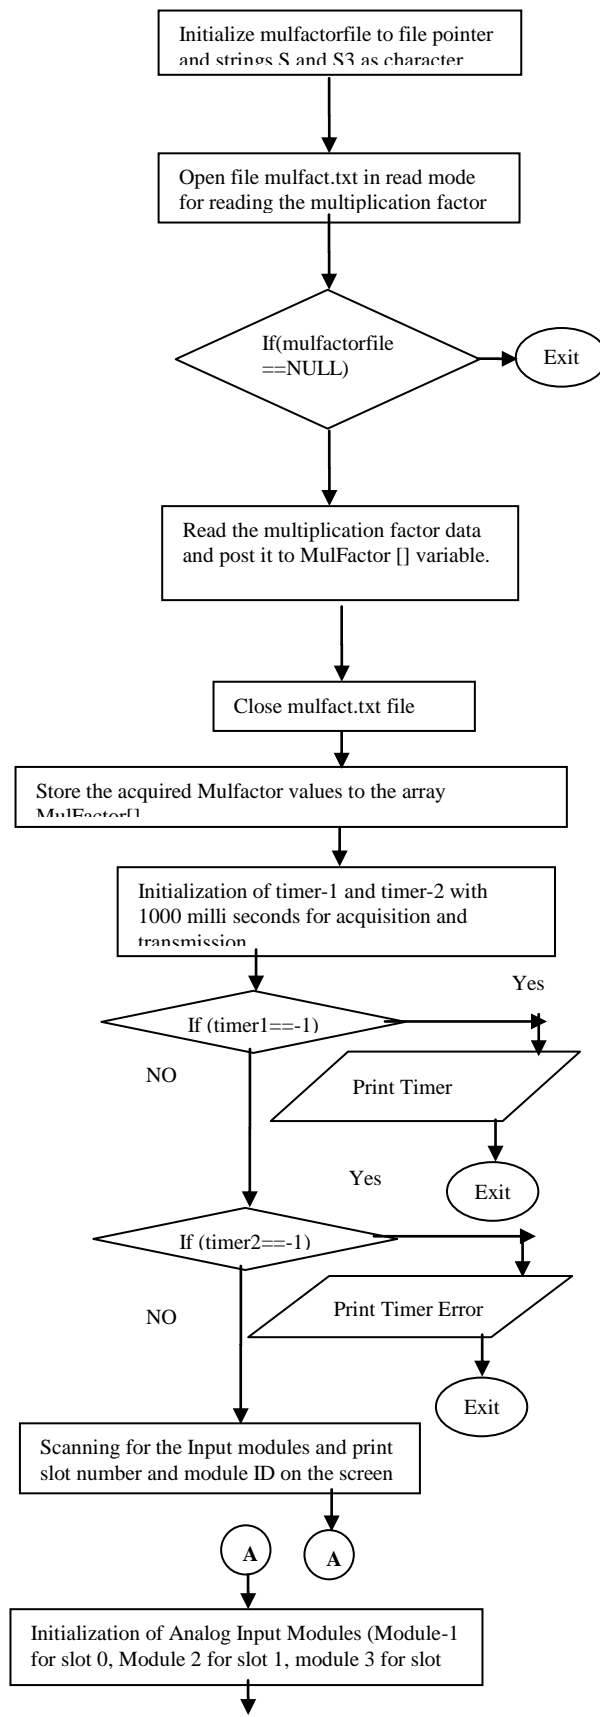 Initialize mulfactorfile to file pointer
and strings S and S3 as character
Open file mulfact.txt in read mode
for reading the multiplication factor
If(mulfactorfile
==NULL)
Exit
Read the multiplication factor data
and post it to MulFactor [] variable.
Close mulfact.txt file
Store the acquired Mulfactor values to the array
MulFactor[]
Initialization of timer-1 and timer-2 with
1000 milli seconds for acquisition and
transmission
Yes
If (timer1==-1)
NO
Print Timer
Exit
Yes
If (timer2==-1)
NO
Print Timer Error
Exit
Scanning for the Input modules and print
slot number and module ID on the screen
A
A
Initialization of Analog Input Modules (Module-1
for slot 0, Module 2 for slot 1, module 3 for slot